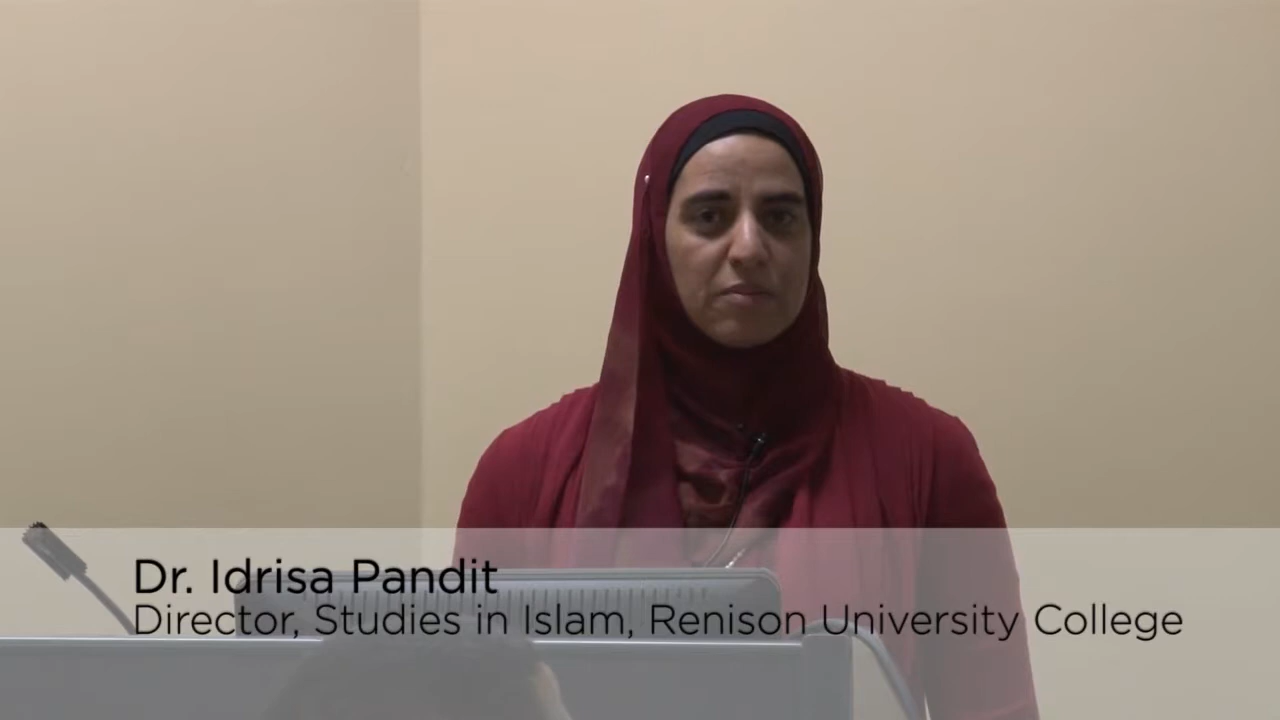 Dr. Idrisa Pandit
Director, Studies in Islam, Renison University College